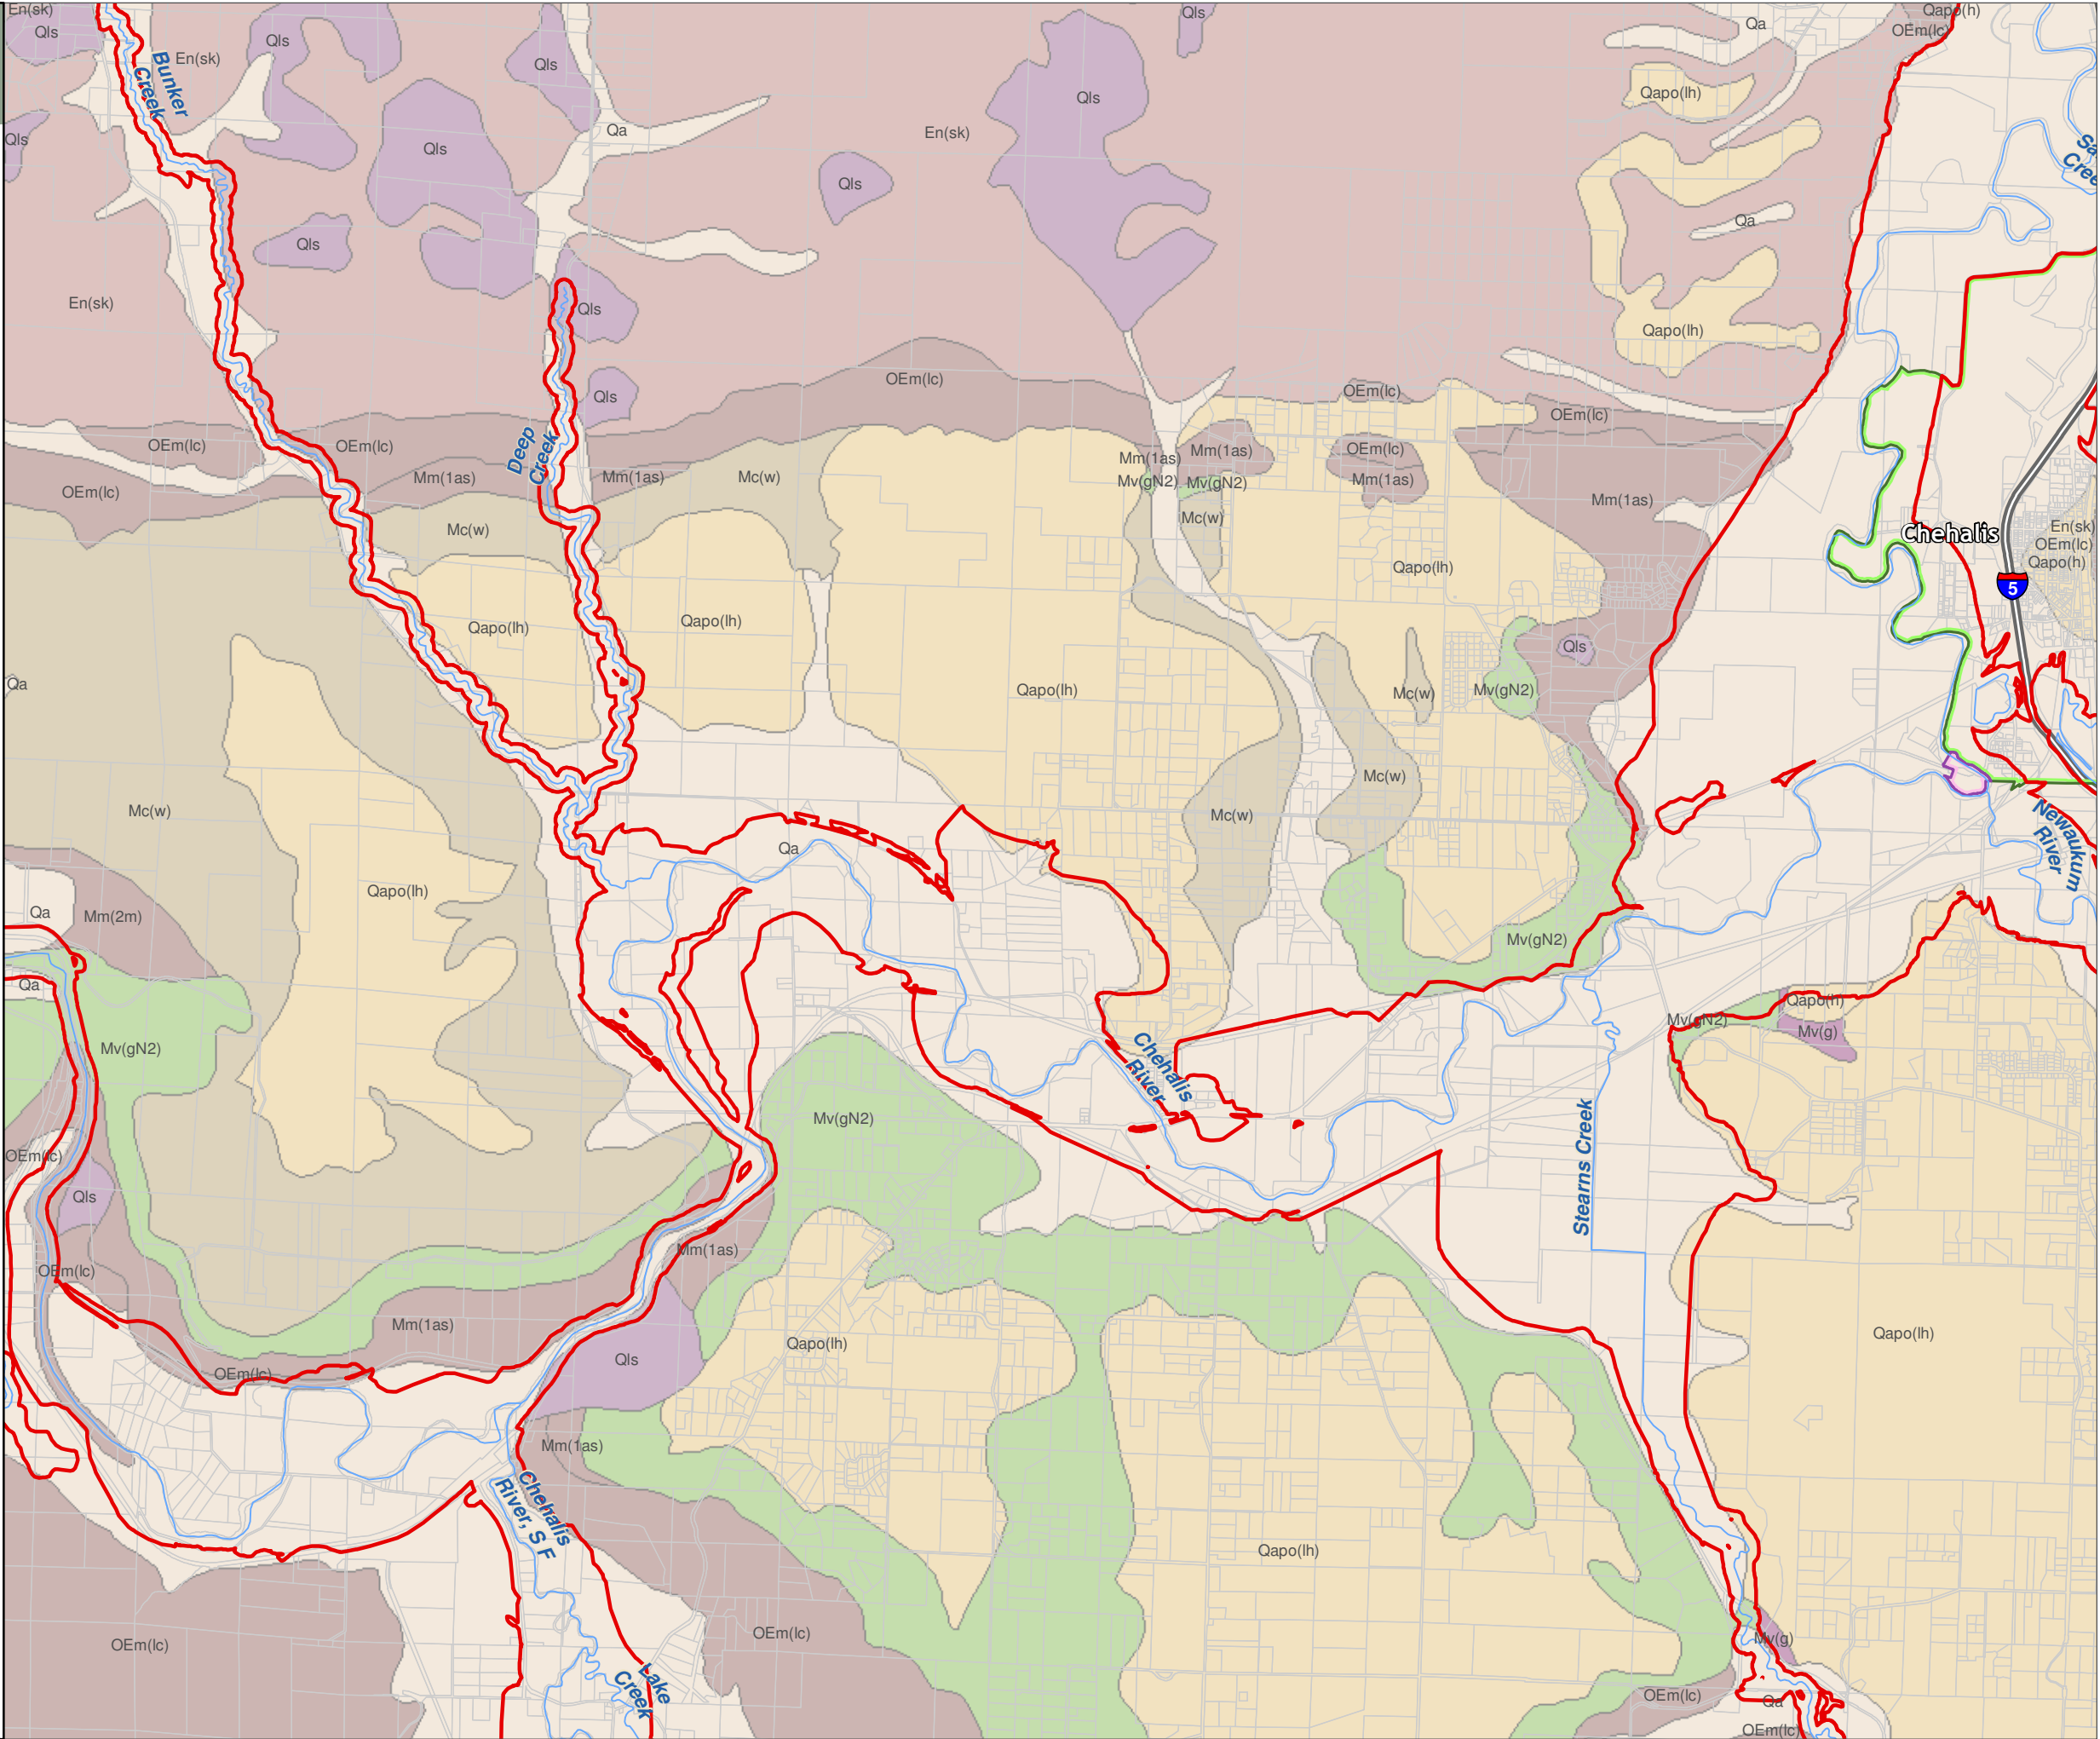 En(sk)
Qls
Qls
En(sk)
Qls
Qls
Qls
Qa
Qapo(h)
OEm(lc)
Bunker
Creek
Qapo(lh)
Qls
Qls
Qa
En(sk)
Qls
Qls
Qa
Qls
En(sk)
Qls
Qapo(lh)
OEm(lc)
OEm(lc)
Qls
OEm(lc)
OEm(lc)
OEm(lc)
Deep
Creek
OEm(lc)
Mm(1as)
Mm(1as)
Mm(1as)
Mc(w)
Mm(1as)
Mv(gN2)
Mv(gN2)
Mm(1as)
OEm(lc)
Mm(1as)
Mc(w)
Mc(w)
Chehalis
En(sk)
OEm(lc)
Qapo(h)
5
Qapo(lh)
Qapo(lh)
Qapo(lh)
Qls
Qa
Qapo(lh)
Mc(w)
Mv(gN2)
Mc(w)
Mc(w)
Mc(w)
Newaukum
River
Qa
Qapo(lh)
Qa
Mm(2m)
Mv(gN2)
Qa
Qapo(h)
Mv(gN2)
Mv(g)
Mv(gN2)
Chehalis
River
Mv(gN2)
OEm(lc)
Stearns Creek
Qls
Mm(1as)
OEm(lc)
Mm(1as)
Qapo(lh)
Qapo(lh)
OEm(lc)
Qls
Mm(1as)
Chehalis
River, S F
Qapo(lh)
OEm(lc)
OEm(lc)
Mv(g)
Lake
Creek
OEm(lc)
Qa
OEm(lc)